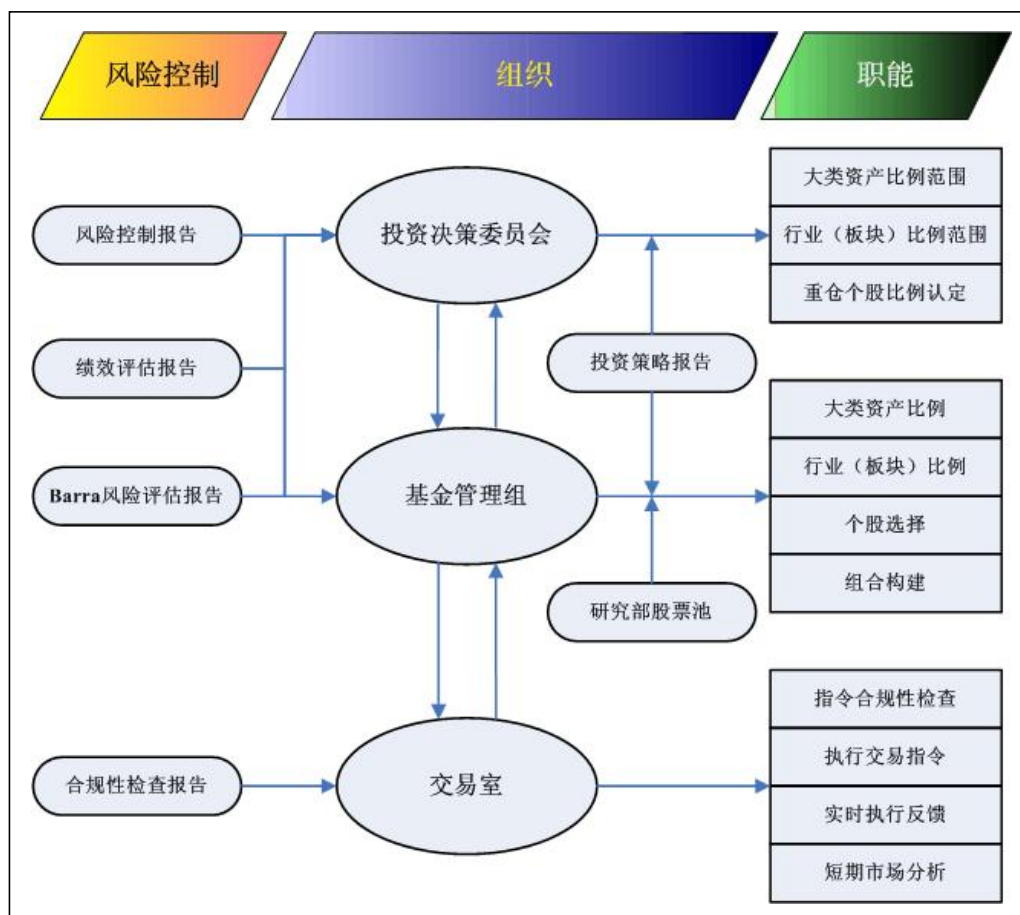 风险控制
组织
职能
风险控制报告
绩效评估报告
Barra风险评估报告
合规性检查报告
投资决策委员会
基金管理组
交易室
投资策略报告
研究部股票池
大类资产比例范围
行业（板块）比例范围
重仓个股比例认定
大类资产比例
行业（板块）比例
个股选择
组合构建
指令合规性检查
执行交易指令
实时执行反馈
短期市场分析